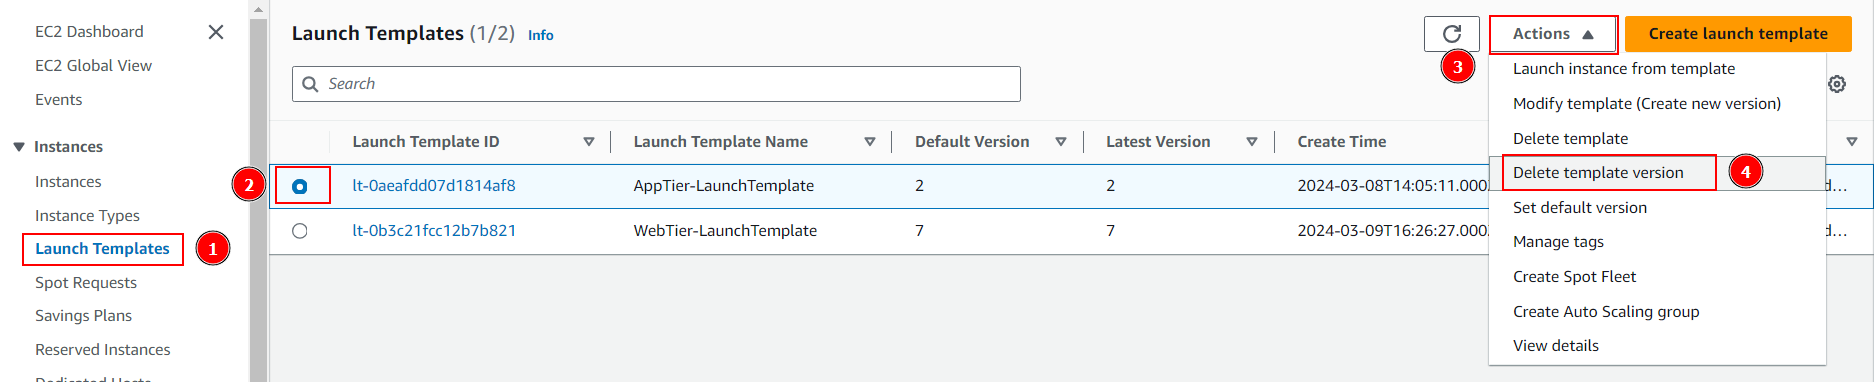 EC2 Dashboard
EC2 Global View
Events
Instances
Instances
Instance Types
Launch Templates
1
Spot Requests
Savings Plans
Reserved Instances
Dedicated Hosts
Launch Templates (1/2) Info
Actions
Create launch template
3
Search
Launch Template ID
Launch Template Name
Default Version
Latest Version
Create Time
2
lt-0aeafdd07d1814af8
AppTier-LaunchTemplate
2
2
2024-03-08T14:05:11.000
d...
lt-0b3c21fcc12b7b821
WebTier-LaunchTemplate
7
7
2024-03-09T16:26:27.000
d...
Launch instance from template
Modify template (Create new version)
Delete template
Delete template version
4
Set default version
Manage tags
Create Spot Fleet
Create Auto Scaling group
View details